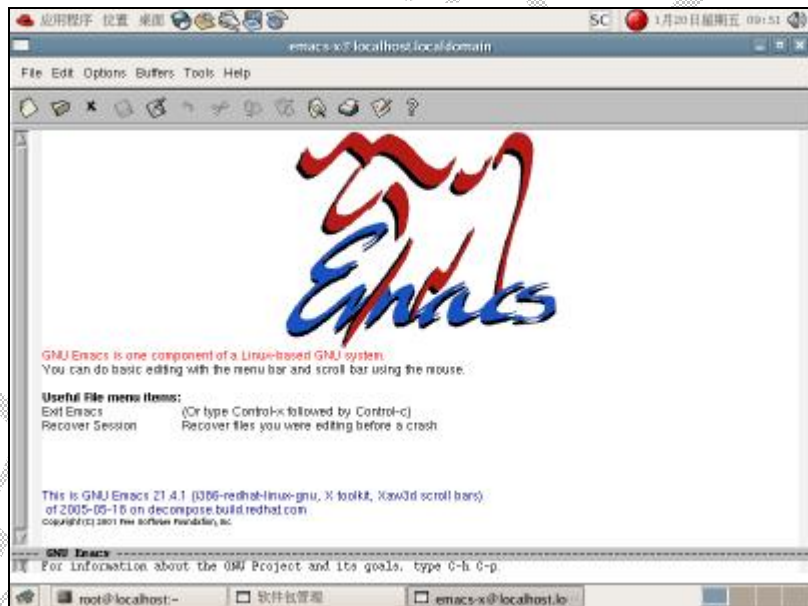 应用程序 位置 桌面 SC 1月20日星期五 09:51
emacs-x@localhost.localdomain
File Edit Options Buffers Tools Help
Emacs
GNU Emacs is one component of a Linux-based GNU system.
You can do basic editing with the menu bar and scroll bar using the mouse.
Useful File menu items:
Exit Emacs (Or type Control-x followed by Control-c)
Recover Session Recover files you were editing before a crash
This is GNU Emacs 21.4.1 (i386-redhat-linux-gnu, X toolkit, Xaw3d scroll bars)
of 2005-05-18 on decompose.build.redhat.com
Copyright (C) 2001 Free Software Foundation, Inc.
GNU Emacs
For information about the GNU Project and its goals, type C-h C-p.
root@localhost:~ 软件包管理 emacs-x@localhost.lo